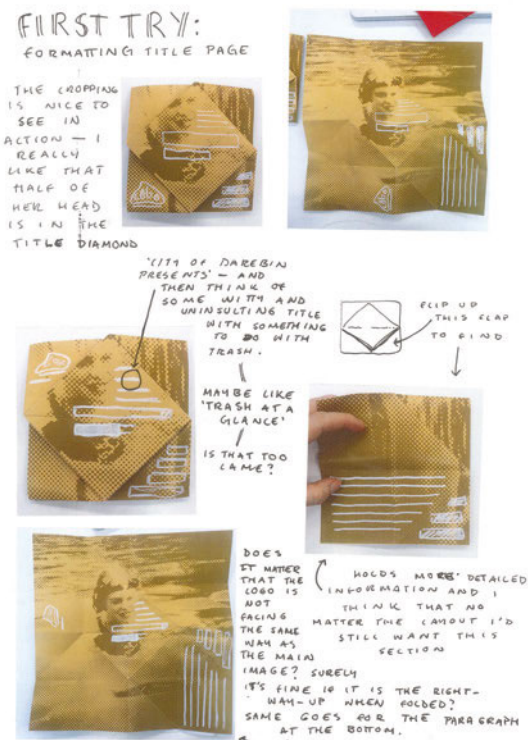 FIRST TRY:
FORMATTING TITLE PAGE
THE CROPPING
IS NICE TO
SEE IN
ACTION — I
REALLY
LIKE THAT
HALF OF
HER HEAD
IS IN THE
TITLE DIAMOND
'CITY OF DAREBIN
PRESENTS' — AND
THEN THINK OF
SOME WITTY AND
UNINSULTING TITLE
WITH SOMETHING
TO DO WITH
TRASH.
MAYBE LIKE
'TRASH AT A
GLANCE'
IS THAT TOO
LAME?
FLIP UP
THIS FLAP
TO FIND
HOLDS MORE DETAILED
INFORMATION AND I
THINK THAT NO
MATTER THE LAYOUT I'D
STILL WANT THIS
SECTION
DOES
IT MATTER
THAT THE
LOGO IS
NOT
FACING
THE SAME
WAY AS
THE MAIN
IMAGE? SURELY
IT'S FINE IF IT IS THE RIGHT-
WAY-UP WHEN FOLDED?
SAME GOES FOR THE PARAGRAPH
AT THE BOTTOM.